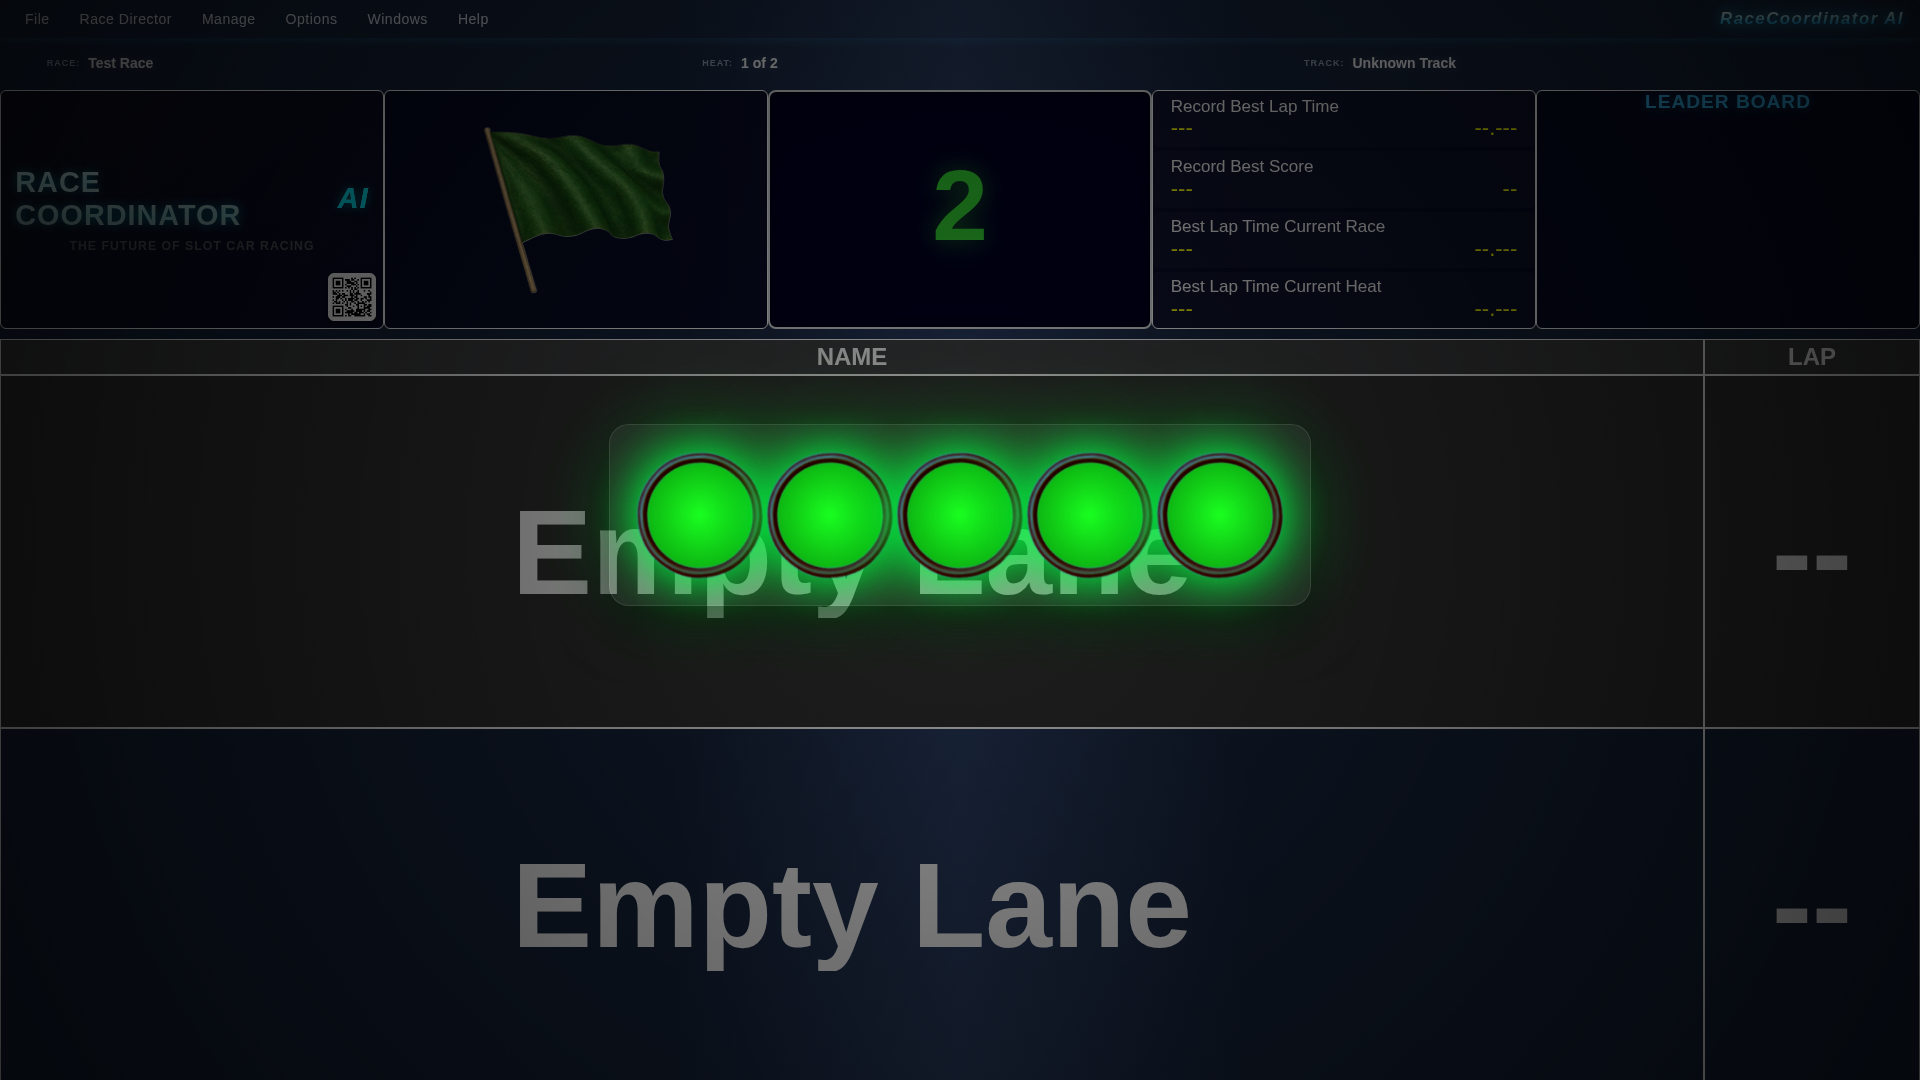 File Race Director Manage Options Windows Help RaceCoordinator AI
RACE: Test Race HEAT: 1 of 2 TRACK: Unknown Track
RACE
COORDINATOR AI
THE FUTURE OF SLOT CAR RACING
2
Record Best Lap Time
--- --.---
Record Best Score
--- --
Best Lap Time Current Race
--- --.---
Best Lap Time Current Heat
--- --.---
LEADER BOARD
NAME LAP
Empty Lane --
Empty Lane --